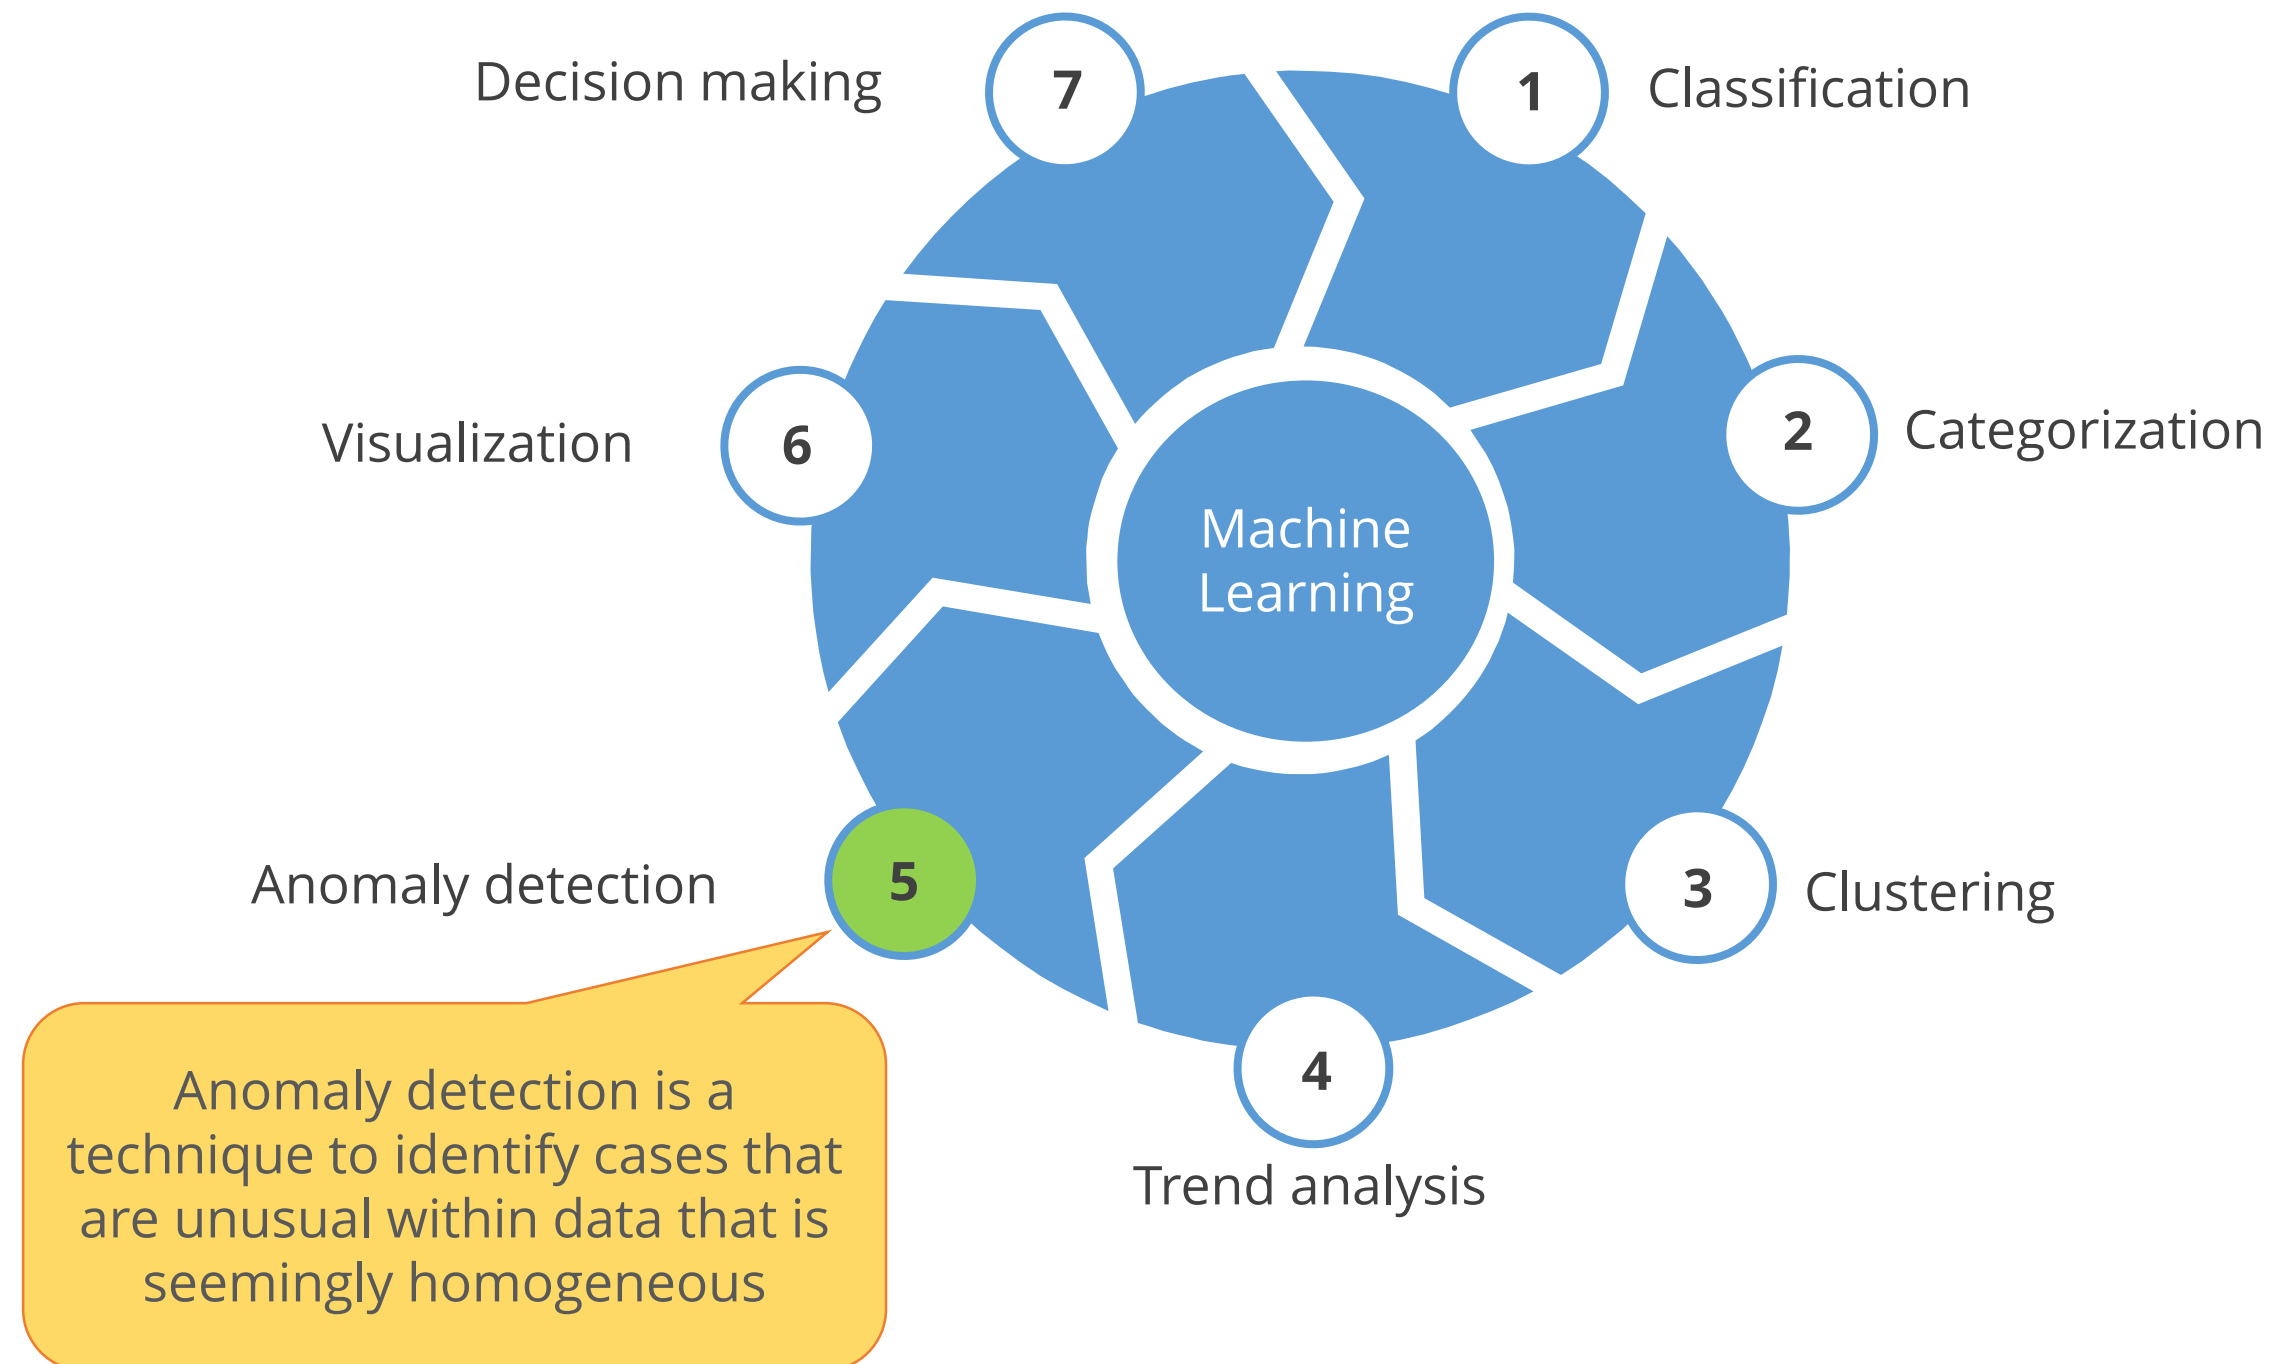 1
Classification
2
Categorization
3
Clustering
4
Trend analysis
5
Anomaly detection
6
Visualization
7
Decision making
Machine
Learning
Anomaly detection is a
technique to identify cases that
are unusual within data that is
seemingly homogeneous